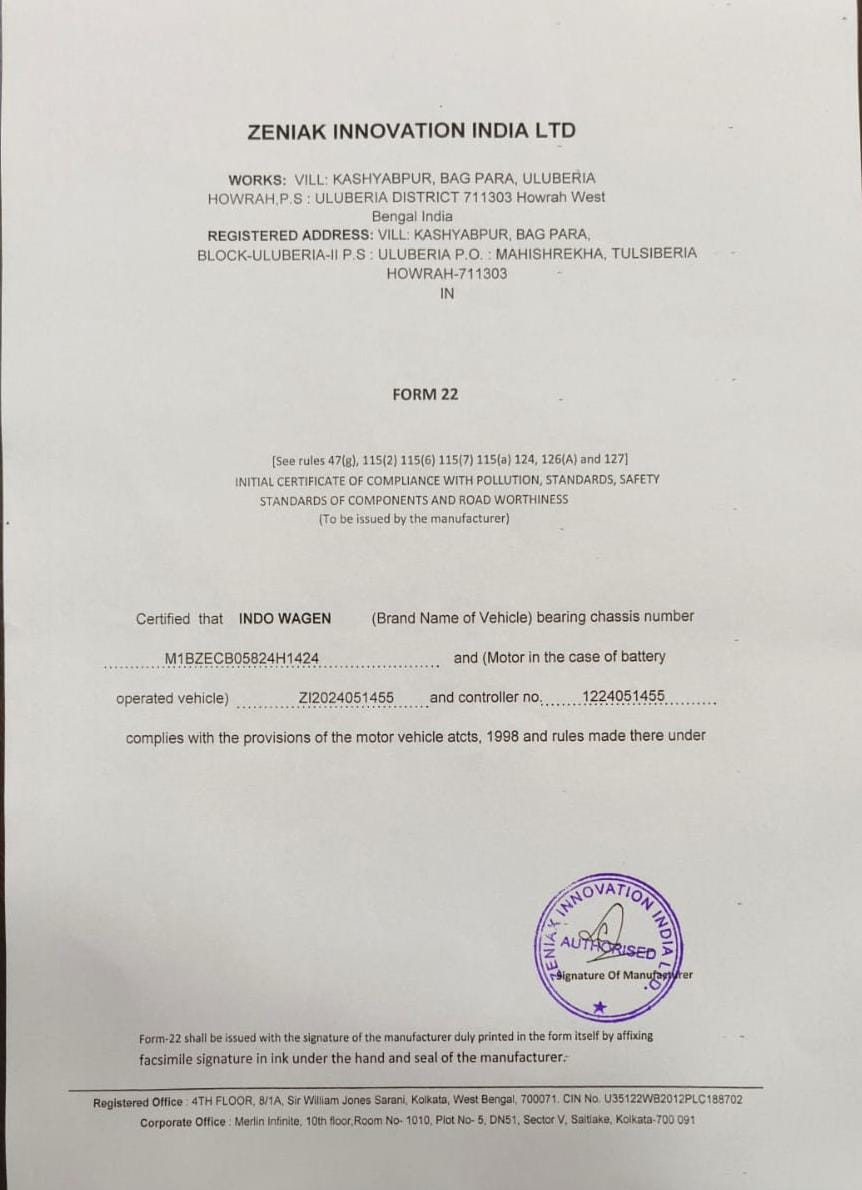 ZENIAK INNOVATION INDIA LTD
WORKS: VILL: KASHYABPUR, BAG PARA, ULUBERIA
HOWRAH,P.S : ULUBERIA DISTRICT 711303 Howrah West
Bengal India
REGISTERED ADDRESS: VILL: KASHYABPUR, BAG PARA,
BLOCK-ULUBERIA-II P.S : ULUBERIA P.O. : MAHISHREKHA, TULSIBERIA
HOWRAH-711303
IN
FORM 22
[See rules 47(g), 115(2) 115(6) 115(7) 115(a) 124, 126(A) and 127]
INITIAL CERTIFICATE OF COMPLIANCE WITH POLLUTION, STANDARDS, SAFETY
STANDARDS OF COMPONENTS AND ROAD WORTHINESS
(To be issued by the manufacturer)
Certified that INDO WAGEN (Brand Name of Vehicle) bearing chassis number
M1BZECB05824H1424 and (Motor in the case of battery
operated vehicle) ZI2024051455 and controller no. 1224051455
complies with the provisions of the motor vehicle atcts, 1998 and rules made there under
ZENIAK INNOVATION INDIA LTD.
AUTHORISED
Signature Of Manufacturer
Form-22 shall be issued with the signature of the manufacturer duly printed in the form itself by affixing
facsimile signature in ink under the hand and seal of the manufacturer.
Registered Office : 4TH FLOOR, 8/1A, Sir William Jones Sarani, Kolkata, West Bengal, 700071. CIN No. U35122WB2012PLC188702
Corporate Office : Merlin Infinite, 10th floor,Room No- 1010, Plot No- 5, DN51, Sector V, Saltlake, Kolkata-700 091